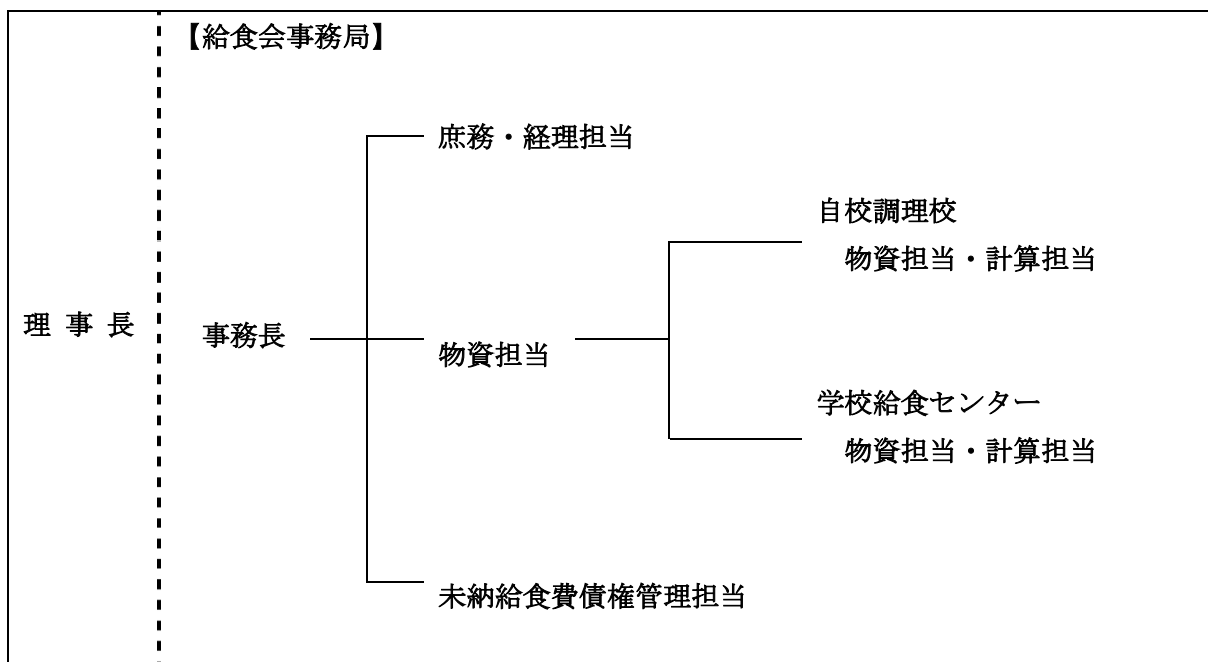 【給食会事務局】
庶務・経理担当
自校調理校
物資担当・計算担当
理 事 長
事務長
物資担当
学校給食センター
物資担当・計算担当
未納給食費債権管理担当